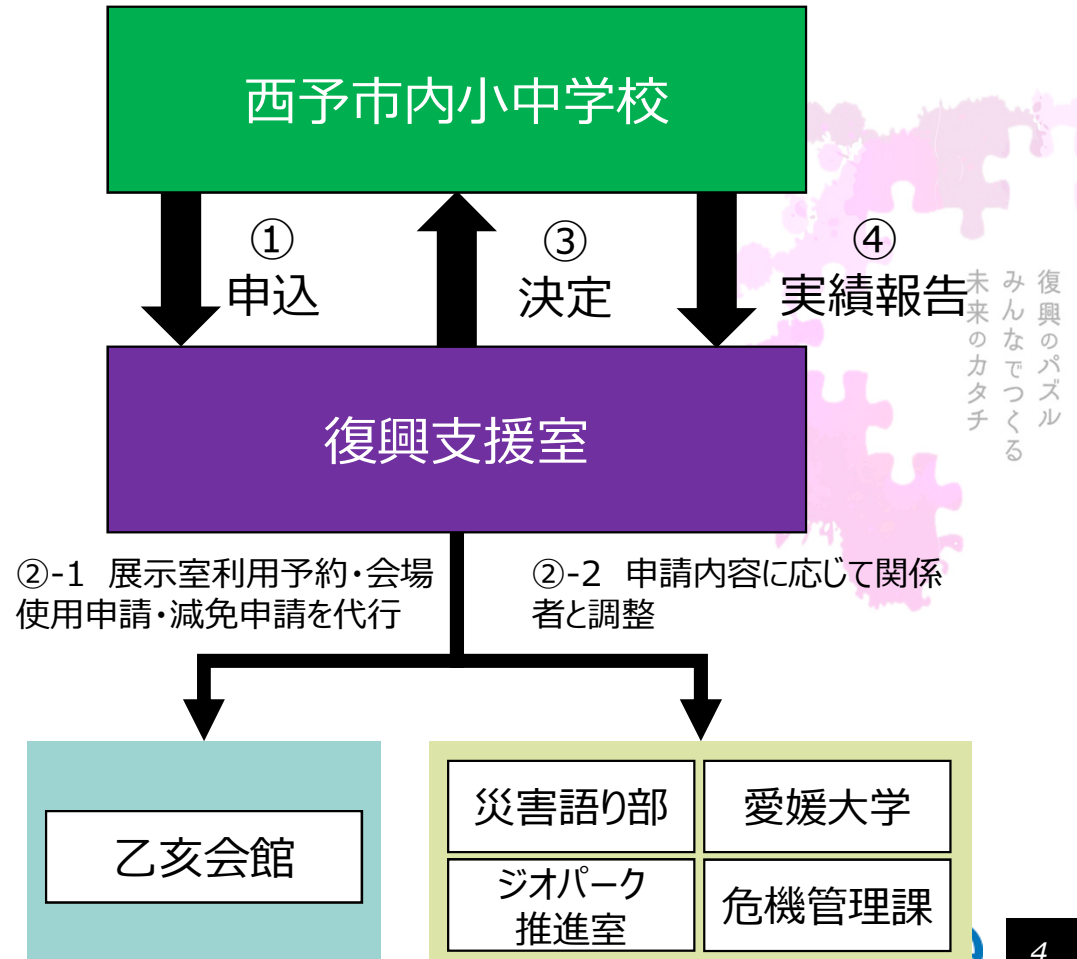 西予市内小中学校
①
申込
③
決定
④
実績報告
復興のパズル
みんなでつくる
未来のカタチ
復興支援室
②-1　展示室利用予約・会場
使用申請・減免申請を代行
②-2　申請内容に応じて関係
者と調整
乙亥会館
災害語り部
愛媛大学
ジオパーク
推進室
危機管理課
4